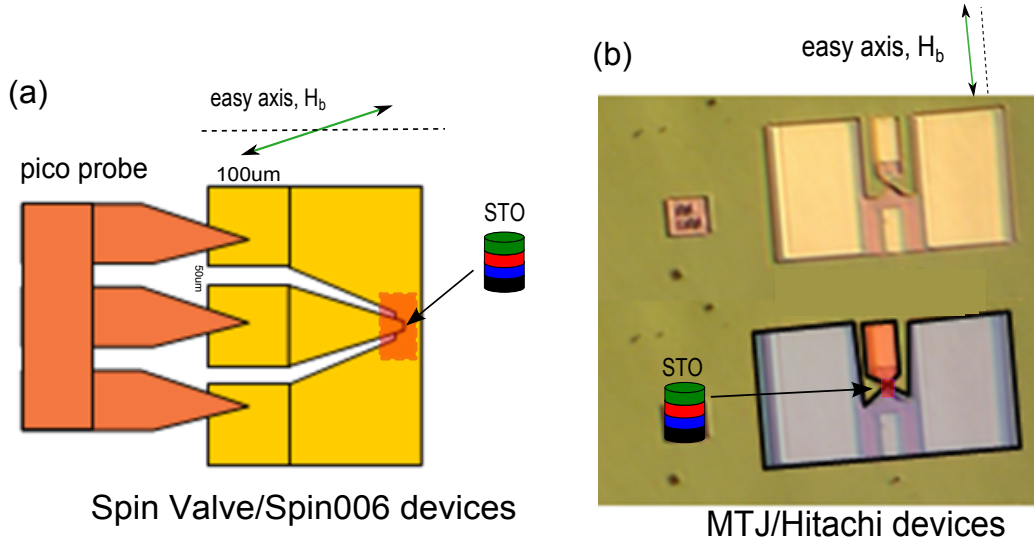 (a)
easy axis, H_b
pico probe
100um
50um
STO
Spin Valve/Spin006 devices
(b)
easy axis, H_b
STO
MTJ/Hitachi devices